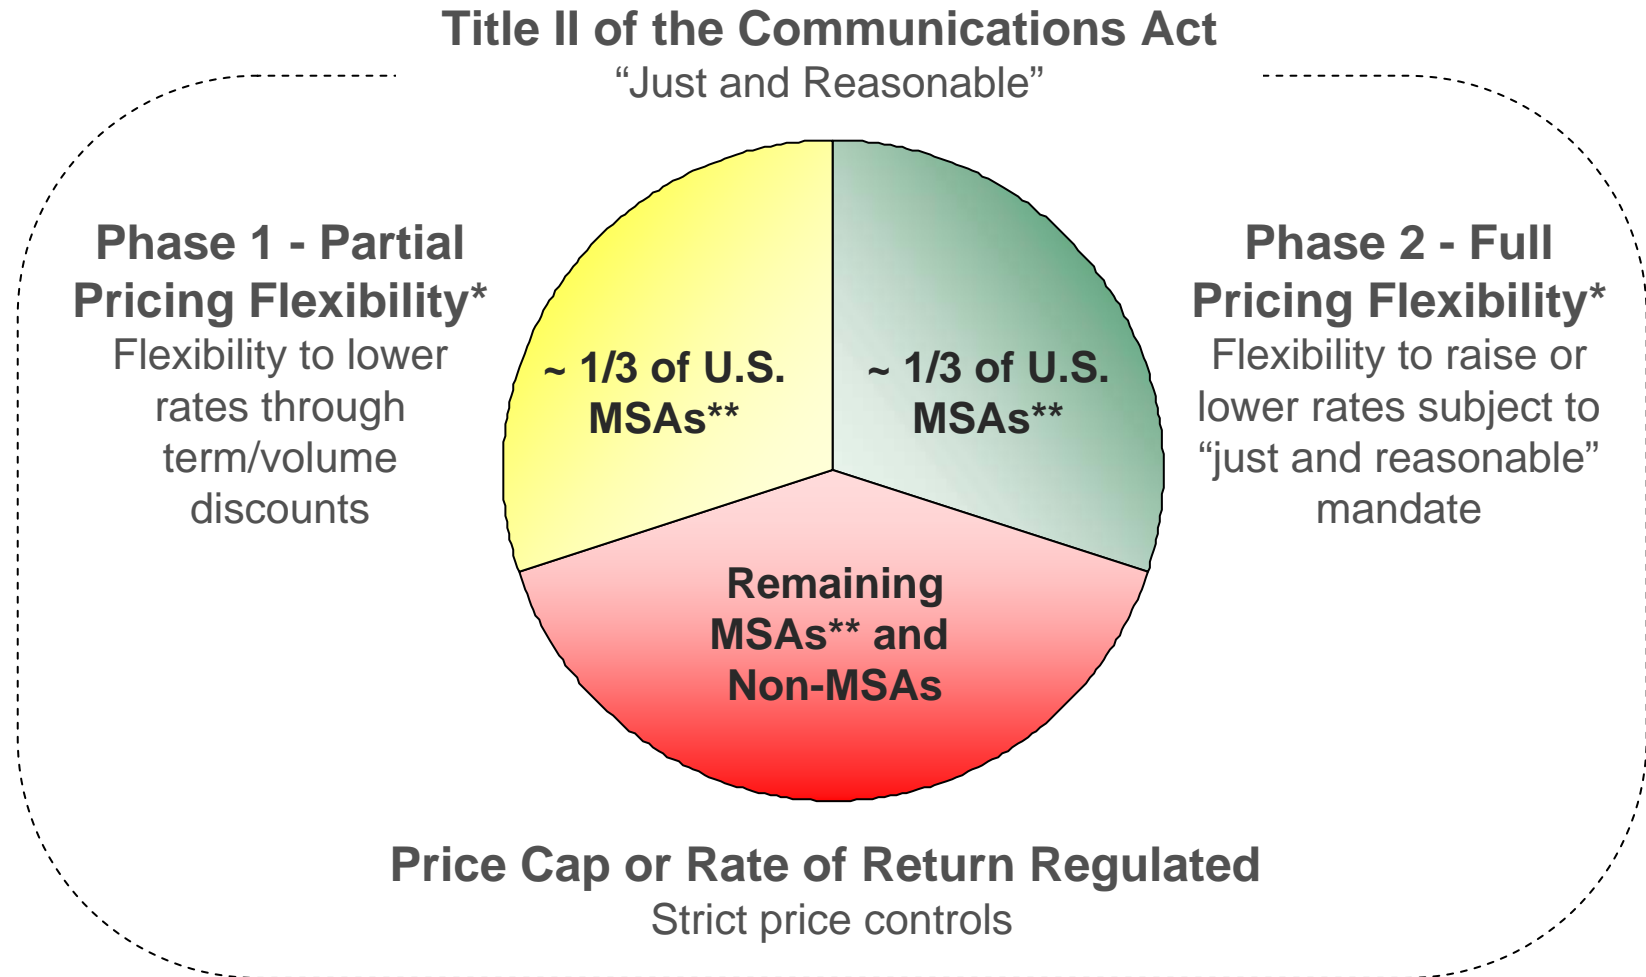 Title II of the Communications Act
“Just and Reasonable”
Phase 1 - Partial
Pricing Flexibility*
Flexibility to lower
rates through
term/volume
discounts
~ 1/3 of U.S.
MSAs**
~ 1/3 of U.S.
MSAs**
Phase 2 - Full
Pricing Flexibility*
Flexibility to raise or
lower rates subject to
“just and reasonable”
mandate
Remaining
MSAs** and
Non-MSAs
Price Cap or Rate of Return Regulated
Strict price controls